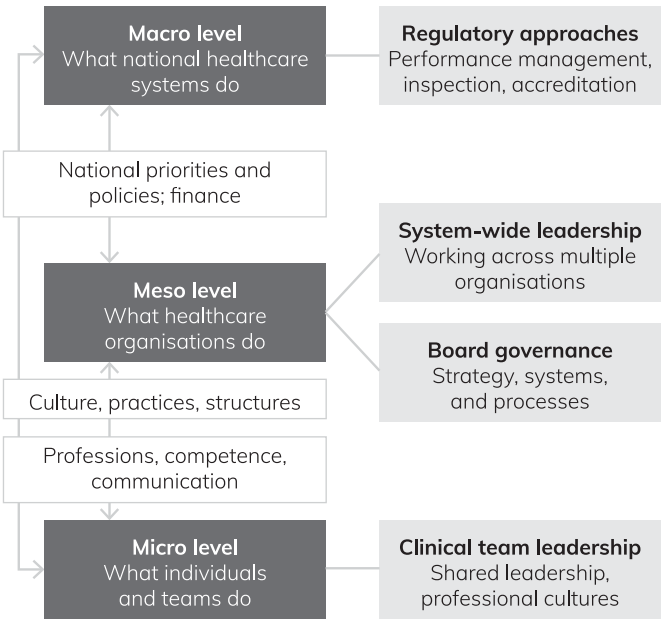 Macro level
What national healthcare
systems do
Regulatory approaches
Performance management,
inspection, accreditation
National priorities and
policies; finance
System-wide leadership
Working across multiple
organisations
Meso level
What healthcare
organisations do
Board governance
Strategy, systems,
and processes
Culture, practices, structures
Professions, competence,
communication
Micro level
What individuals
and teams do
Clinical team leadership
Shared leadership,
professional cultures